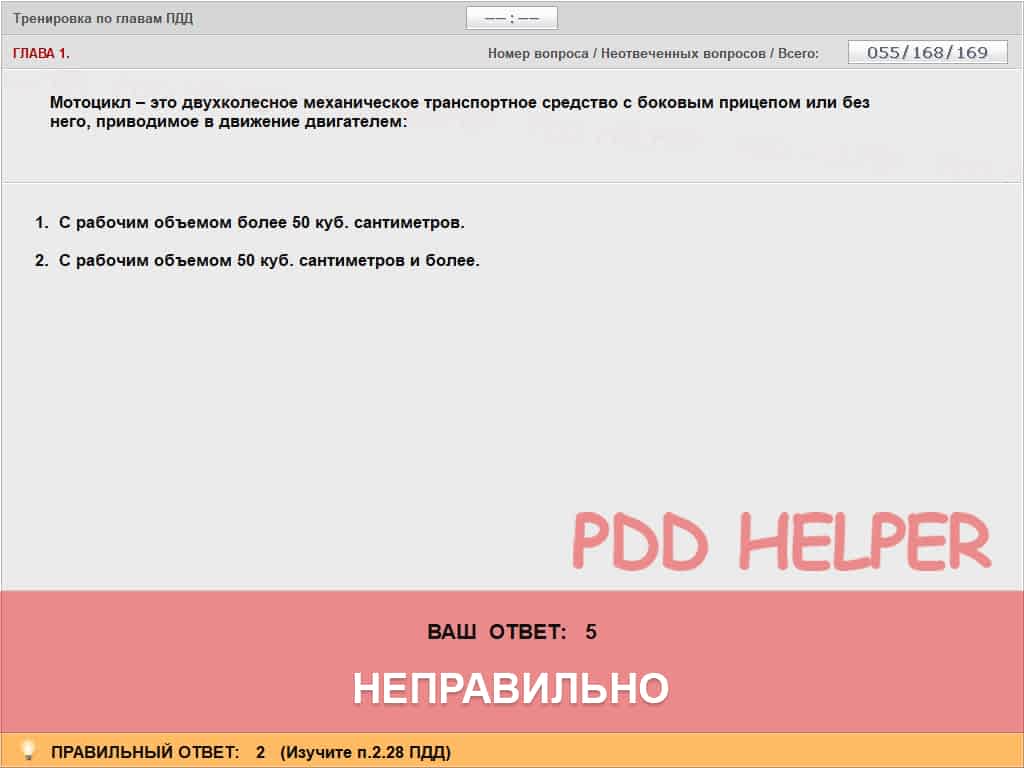 Тренировка по главам ПДД
—— : ——
ГЛАВА 1.
Номер вопроса / Неотвеченных вопросов / Всего:
055/168/169
Мотоцикл – это двухколесное механическое транспортное средство с боковым прицепом или без
него, приводимое в движение двигателем:
1. С рабочим объемом более 50 куб. сантиметров.
2. С рабочим объемом 50 куб. сантиметров и более.
PDD HELPER
ВАШ ОТВЕТ: 5
НЕПРАВИЛЬНО
ПРАВИЛЬНЫЙ ОТВЕТ: 2 (Изучите п.2.28 ПДД)